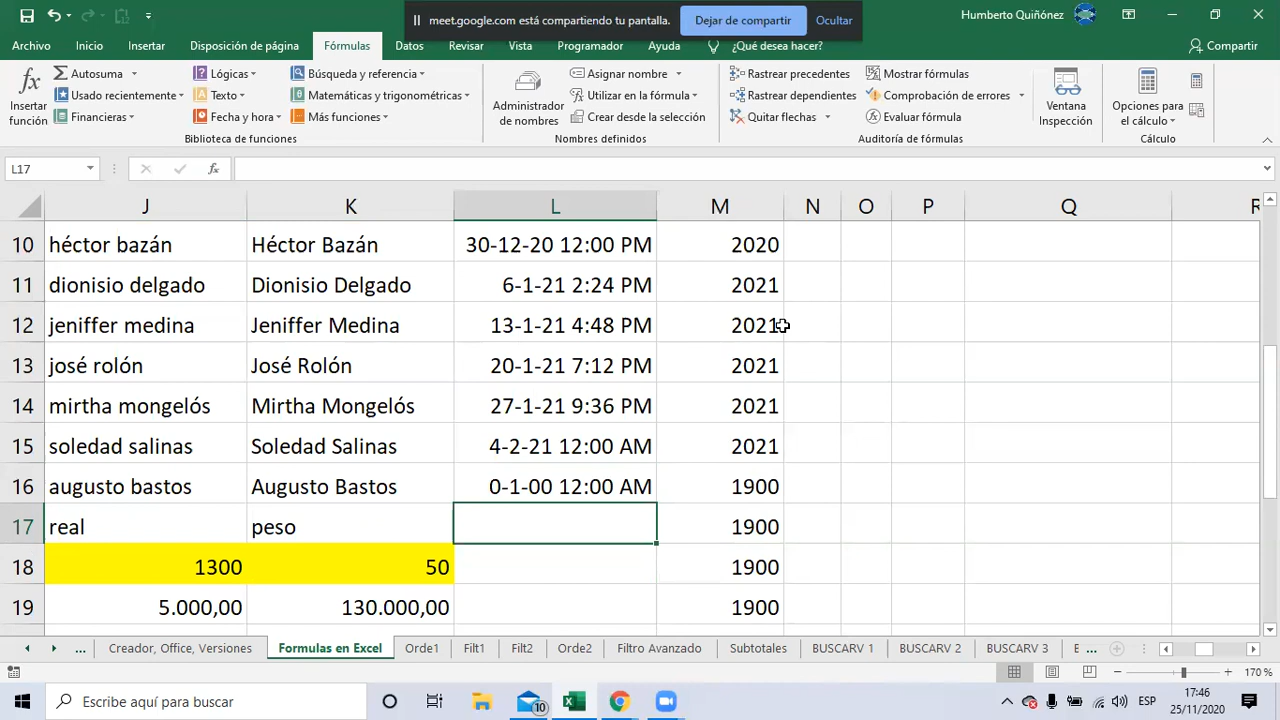 meet.google.com está compartiendo tu pantalla. Dejar de compartir Ocultar
Humberto Quiñónez
Archivo Inicio Insertar Disposición de página Fórmulas Datos Revisar Vista Programador Ayuda ¿Qué desea hacer? Compartir
Insertar función
Autosuma
Usado recientemente
Financieras
Lógicas
Texto
Fecha y hora
Búsqueda y referencia
Matemáticas y trigonométricas
Más funciones
Biblioteca de funciones
Administrador de nombres
Asignar nombre
Utilizar en la fórmula
Crear desde la selección
Nombres definidos
Rastrear precedentes
Rastrear dependientes
Quitar flechas
Mostrar fórmulas
Comprobación de errores
Evaluar fórmula
Auditoría de fórmulas
Ventana Inspección
Opciones para el cálculo
Cálculo
L17
fx
J K L M N O P Q R
10 héctor bazán Héctor Bazán 30-12-20 12:00 PM 2020
11 dionisio delgado Dionisio Delgado 6-1-21 2:24 PM 2021
12 jeniffer medina Jeniffer Medina 13-1-21 4:48 PM 2021
13 josé rolón José Rolón 20-1-21 7:12 PM 2021
14 mirtha mongelós Mirtha Mongelós 27-1-21 9:36 PM 2021
15 soledad salinas Soledad Salinas 4-2-21 12:00 AM 2021
16 augusto bastos Augusto Bastos 0-1-00 12:00 AM 1900
17 real peso 1900
18 1300 50 1900
19 5.000,00 130.000,00 1900
... Creador, Office, Versiones Formulas en Excel Orde1 Filt1 Filt2 Orde2 Filtro Avanzado Subtotales BUSCARV 1 BUSCARV 2 BUSCARV 3 B ...
170 %
Escribe aquí para buscar
10
ESP
17:46
25/11/2020